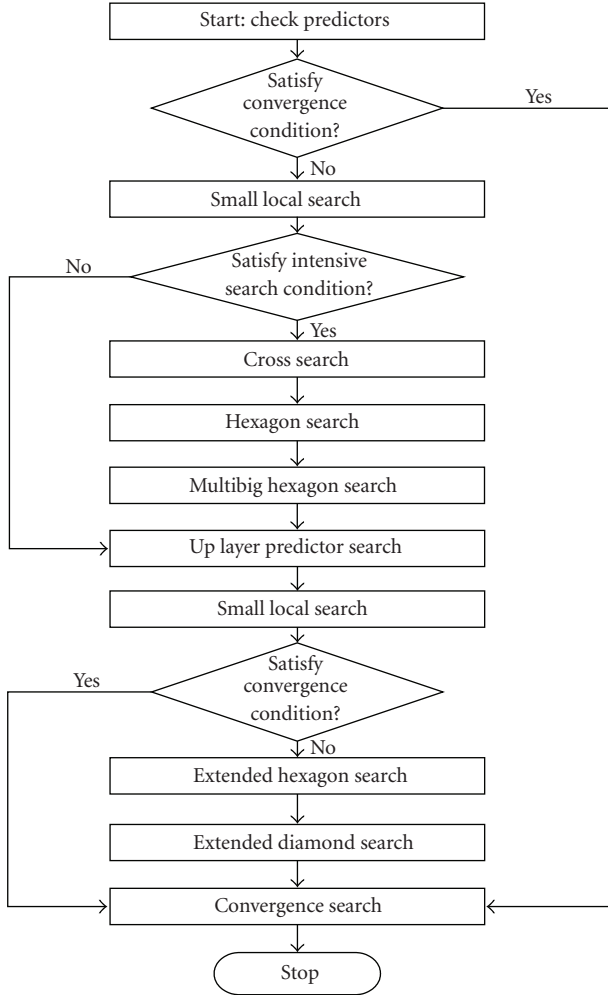 Start: check predictors
Satisfy
convergence
condition?
Yes
No
Small local search
No
Satisfy intensive
search condition?
Yes
Cross search
Hexagon search
Multibig hexagon search
Up layer predictor search
Small local search
Yes
Satisfy
convergence
condition?
No
Extended hexagon search
Extended diamond search
Convergence search
Stop